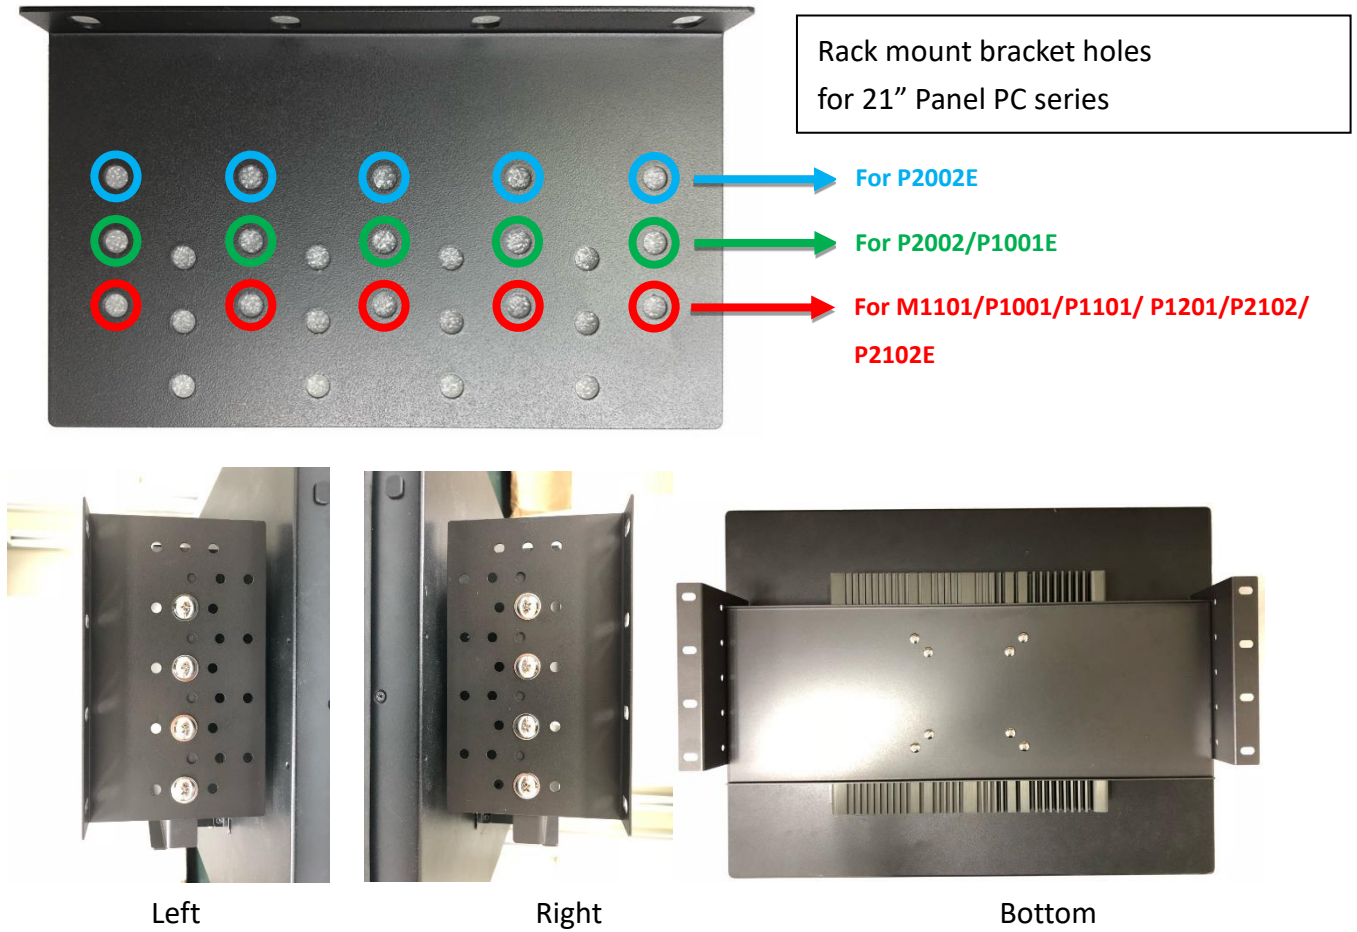 Rack mount bracket holes
for 21” Panel PC series
For P2002E
For P2002/P1001E
For M1101/P1001/P1101/ P1201/P2102/
P2102E
Left
Right
Bottom